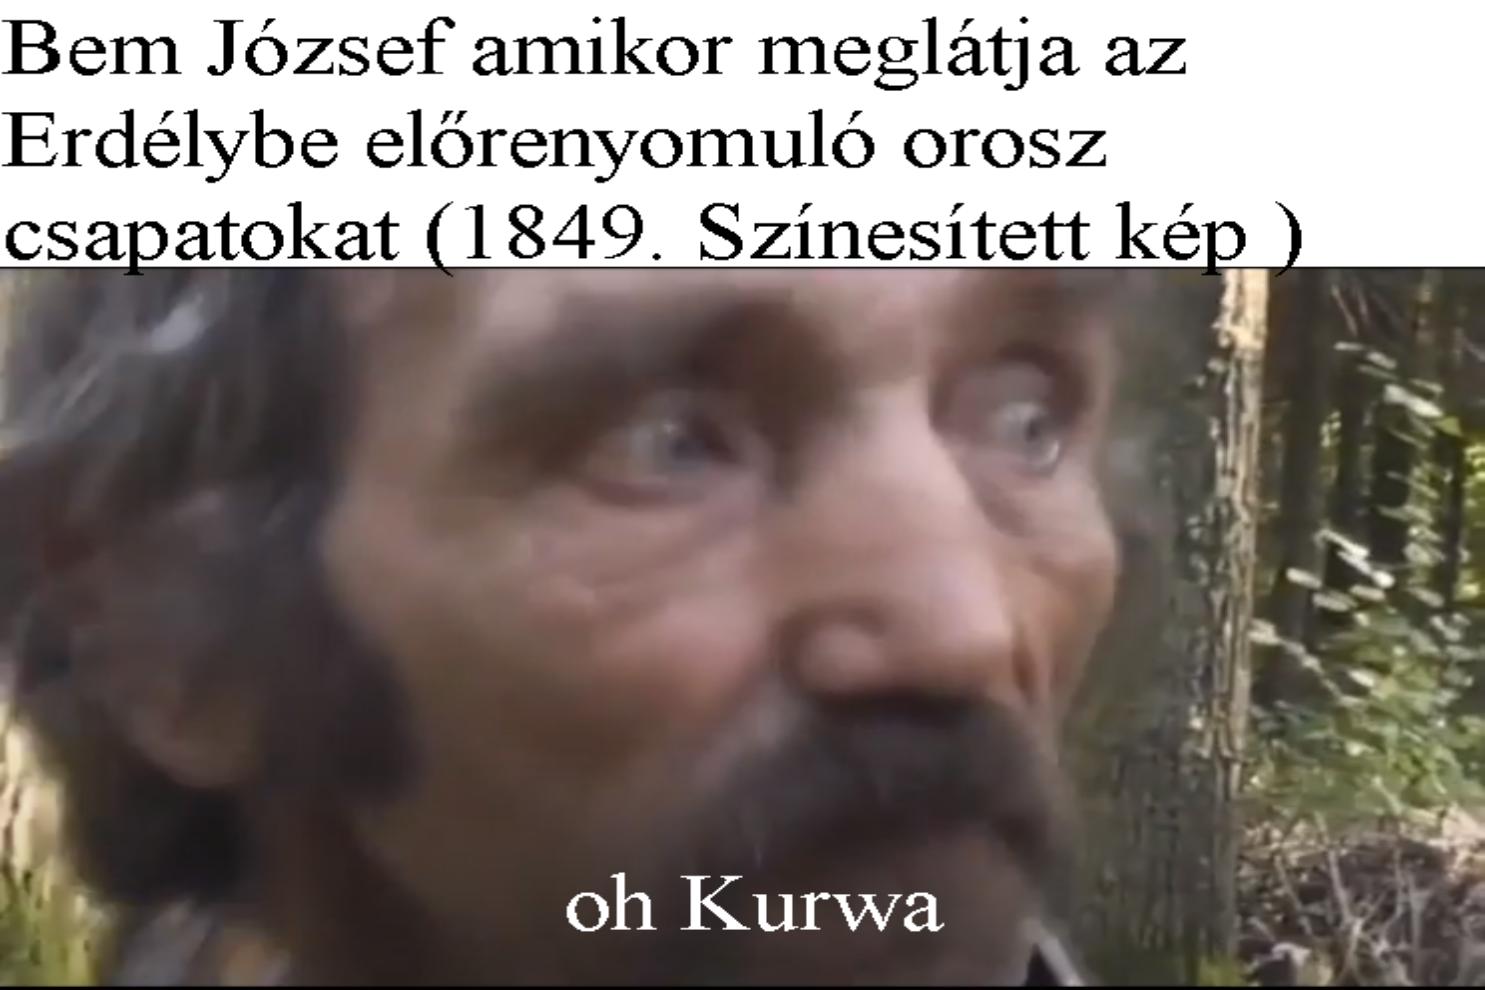 Bem József amikor meglátja az
Erdélybe előrenyomuló orosz
csapatokat (1849. Színesített kép )
oh Kurwa